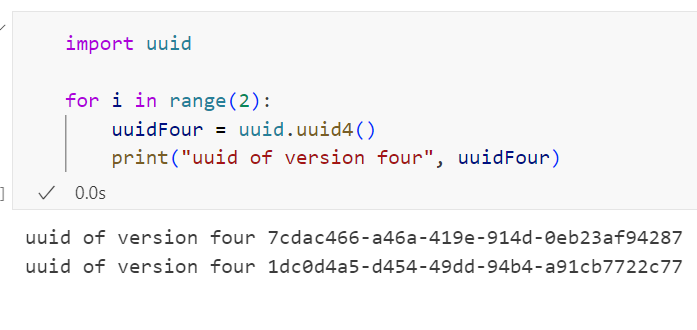 import uuid
for i in range(2):
uuidFour = uuid.uuid4()
print("uuid of version four", uuidFour)
] 0.0s
uuid of version four 7cdac466-a46a-419e-914d-0eb23af94287
uuid of version four 1dc0d4a5-d454-49dd-94b4-a91cb7722c77